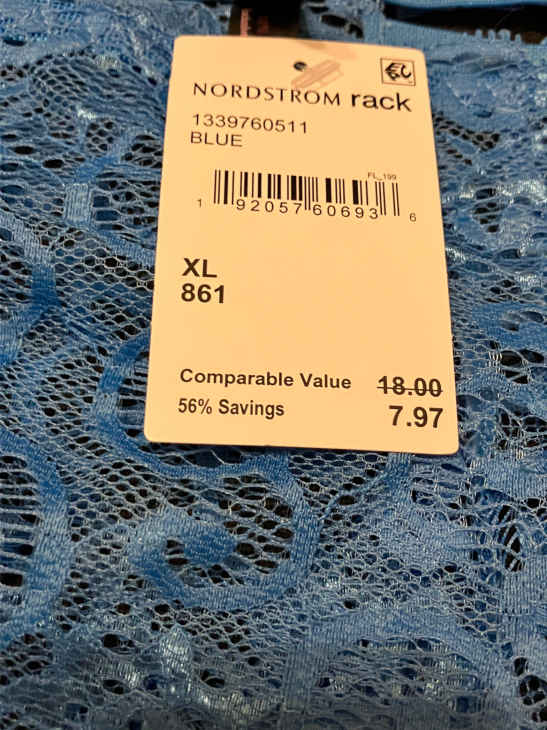 NORDSTROM rack
1339760511
BLUE
FL_199
1 92057 60693 6
XL
861
Comparable Value 18.00
56% Savings 7.97